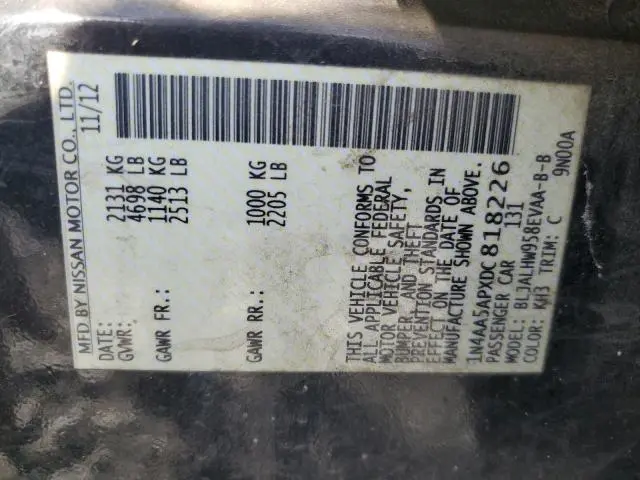 MFD BY NISSAN MOTOR CO., LTD.
DATE: 11/12
GVWR: 2131 KG
4698 LB
GAWR FR.: 1140 KG
2513 LB
GAWR RR.: 1000 KG
2205 LB
THIS VEHICLE CONFORMS TO
ALL APPLICABLE FEDERAL
MOTOR VEHICLE SAFETY,
BUMPER, AND THEFT
PREVENTION STANDARDS IN
EFFECT ON THE DATE OF
MANUFACTURE SHOWN ABOVE.
1N4AA5APXDC818226
PASSENGER CAR 131
MODEL: BLJALHW958EVAA-B-B
COLOR: KH3 TRIM: C 9N00A